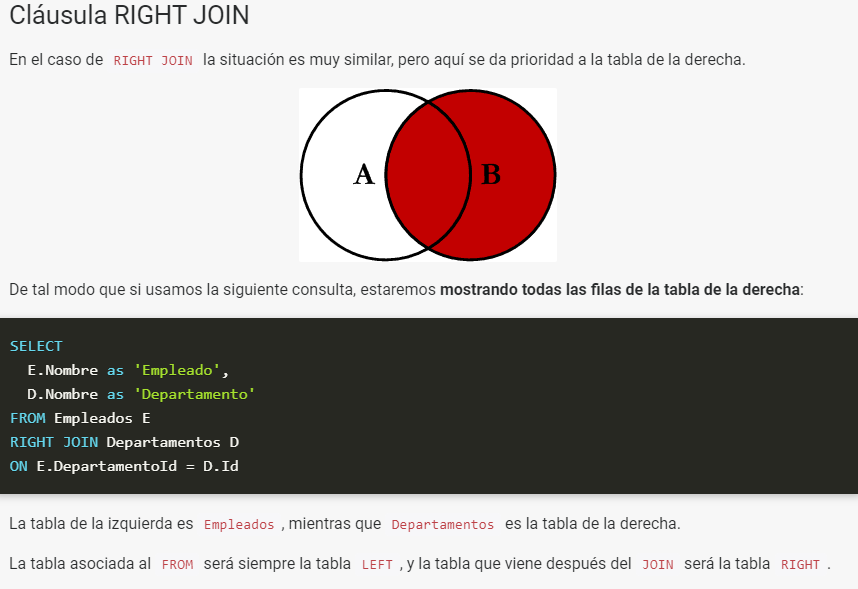 Cláusula RIGHT JOIN
En el caso de RIGHT JOIN la situación es muy similar, pero aquí se da prioridad a la tabla de la derecha.
A B
De tal modo que si usamos la siguiente consulta, estaremos mostrando todas las filas de la tabla de la derecha:
SELECT
  E.Nombre as 'Empleado',
  D.Nombre as 'Departamento'
FROM Empleados E
RIGHT JOIN Departamentos D
ON E.DepartamentoId = D.Id
La tabla de la izquierda es Empleados , mientras que Departamentos es la tabla de la derecha.
La tabla asociada al FROM será siempre la tabla LEFT , y la tabla que viene después del JOIN será la tabla RIGHT .